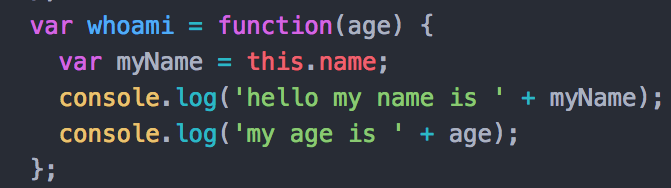 var whoami = function(age) {
  var myName = this.name;
  console.log('hello my name is ' + myName);
  console.log('my age is ' + age);
};